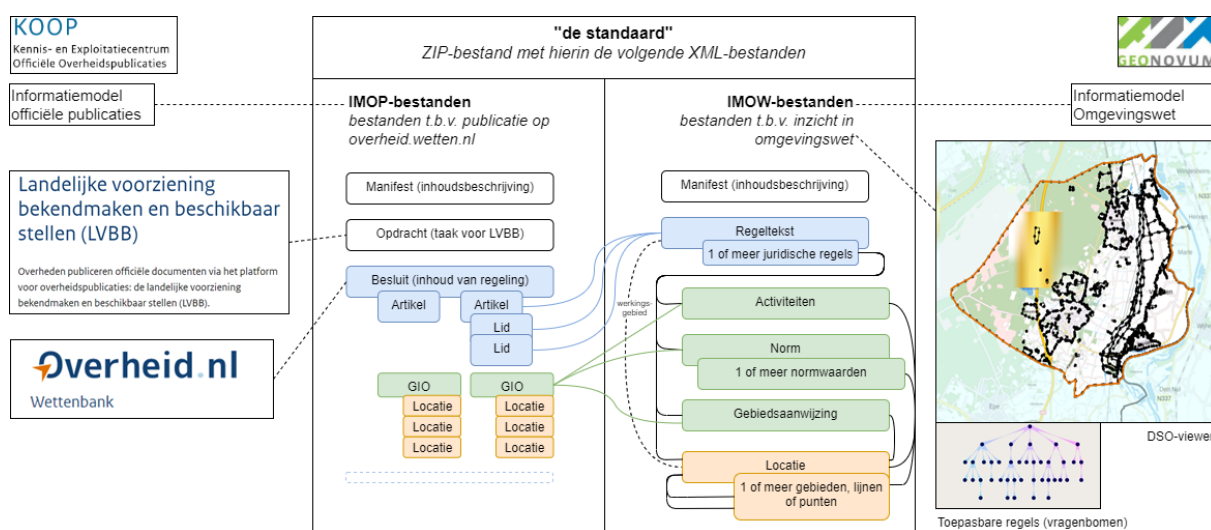 KOOP
Kennis- en Exploitatiecentrum
Officiële Overheidspublicaties
Informatiemodel
officiële publicaties
Landelijke voorziening
bekendmaken en beschikbaar
stellen (LVBB)
Overheden publiceren officiële documenten via het platform
voor overheidspublicaties: de landelijke voorziening
bekendmaken en beschikbaar stellen (LVBB).
Overheid.nl
Wettenbank
"de standaard"
ZIP-bestand met hierin de volgende XML-bestanden
IMOP-bestanden
bestanden t.b.v. publicatie op
overheid.wetten.nl
Manifest (inhoudsbeschrijving)
Opdracht (taak voor LVBB)
Besluit (inhoud van regeling)
Artikel
Artikel
Lid
Lid
GIO
GIO
Locatie
Locatie
Locatie
Locatie
Locatie
Locatie
IMOW-bestanden
bestanden t.b.v. inzicht in
omgevingswet
Manifest (inhoudsbeschrijving)
Regeltekst
1 of meer juridische regels
werkings-
gebied
Activiteiten
Norm
1 of meer normwaarden
Gebiedsaanwijzing
Locatie
1 of meer gebieden, lijnen
of punten
GEONOVUM
Informatiemodel
Omgevingswet
N337
Epe
N337
DSO-viewer
Toepasbare regels (vragenbomen)